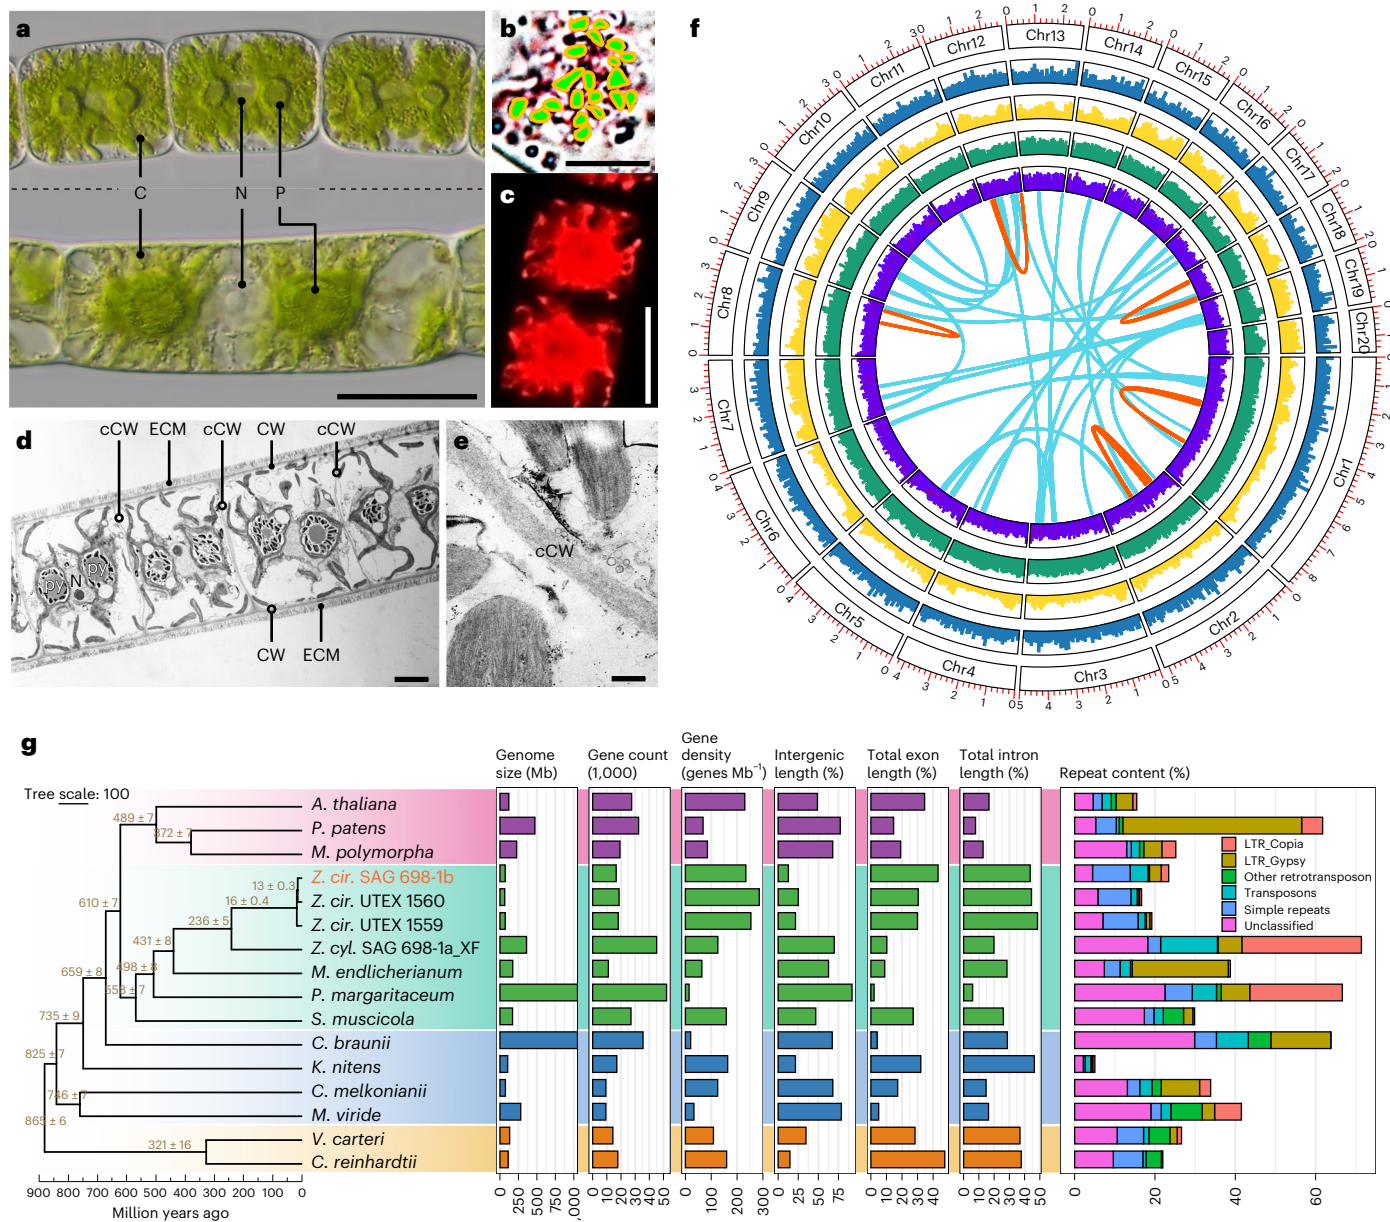 a
C
N
P
b
c
d
cCW
ECM
cCW
CW
cCW
py
N
py
CW
ECM
e
cCW
f
Chr1
Chr2
Chr3
Chr4
Chr5
Chr6
Chr7
Chr8
Chr9
Chr10
Chr11
Chr12
Chr13
Chr14
Chr15
Chr16
Chr17
Chr18
Chr19
Chr20
g
Tree scale: 100
Genome size (Mb)
Gene count (1,000)
Gene density (genes Mb⁻¹)
Intergenic length (%)
Total exon length (%)
Total intron length (%)
Repeat content (%)
A. thaliana
P. patens
M. polymorpha
Z. cir. SAG 698-1b
Z. cir. UTEX 1560
Z. cir. UTEX 1559
Z. cyl. SAG 698-1a_XF
M. endlicherianum
P. margaritaceum
S. muscicola
C. braunii
K. nitens
C. melkonianii
M. viride
V. carteri
C. reinhardtii
489 ± 7
372 ± 7
13 ± 0.3
16 ± 0.4
610 ± 7
236 ± 5
431 ± 8
498 ± 8
659 ± 8
553 ± 7
735 ± 9
825 ± 7
746 ± 7
865 ± 6
321 ± 16
LTR_Copia
LTR_Gypsy
Other retrotransposon
Transposons
Simple repeats
Unclassified
900 800 700 600 500 400 300 200 100 0
Million years ago
0 250 500 750 1,000
0 10 20 30 40 50
0 100 200 300
0 25 50 75
0 10 20 30 40
0 10 20 30 40 50
0 20 40 60